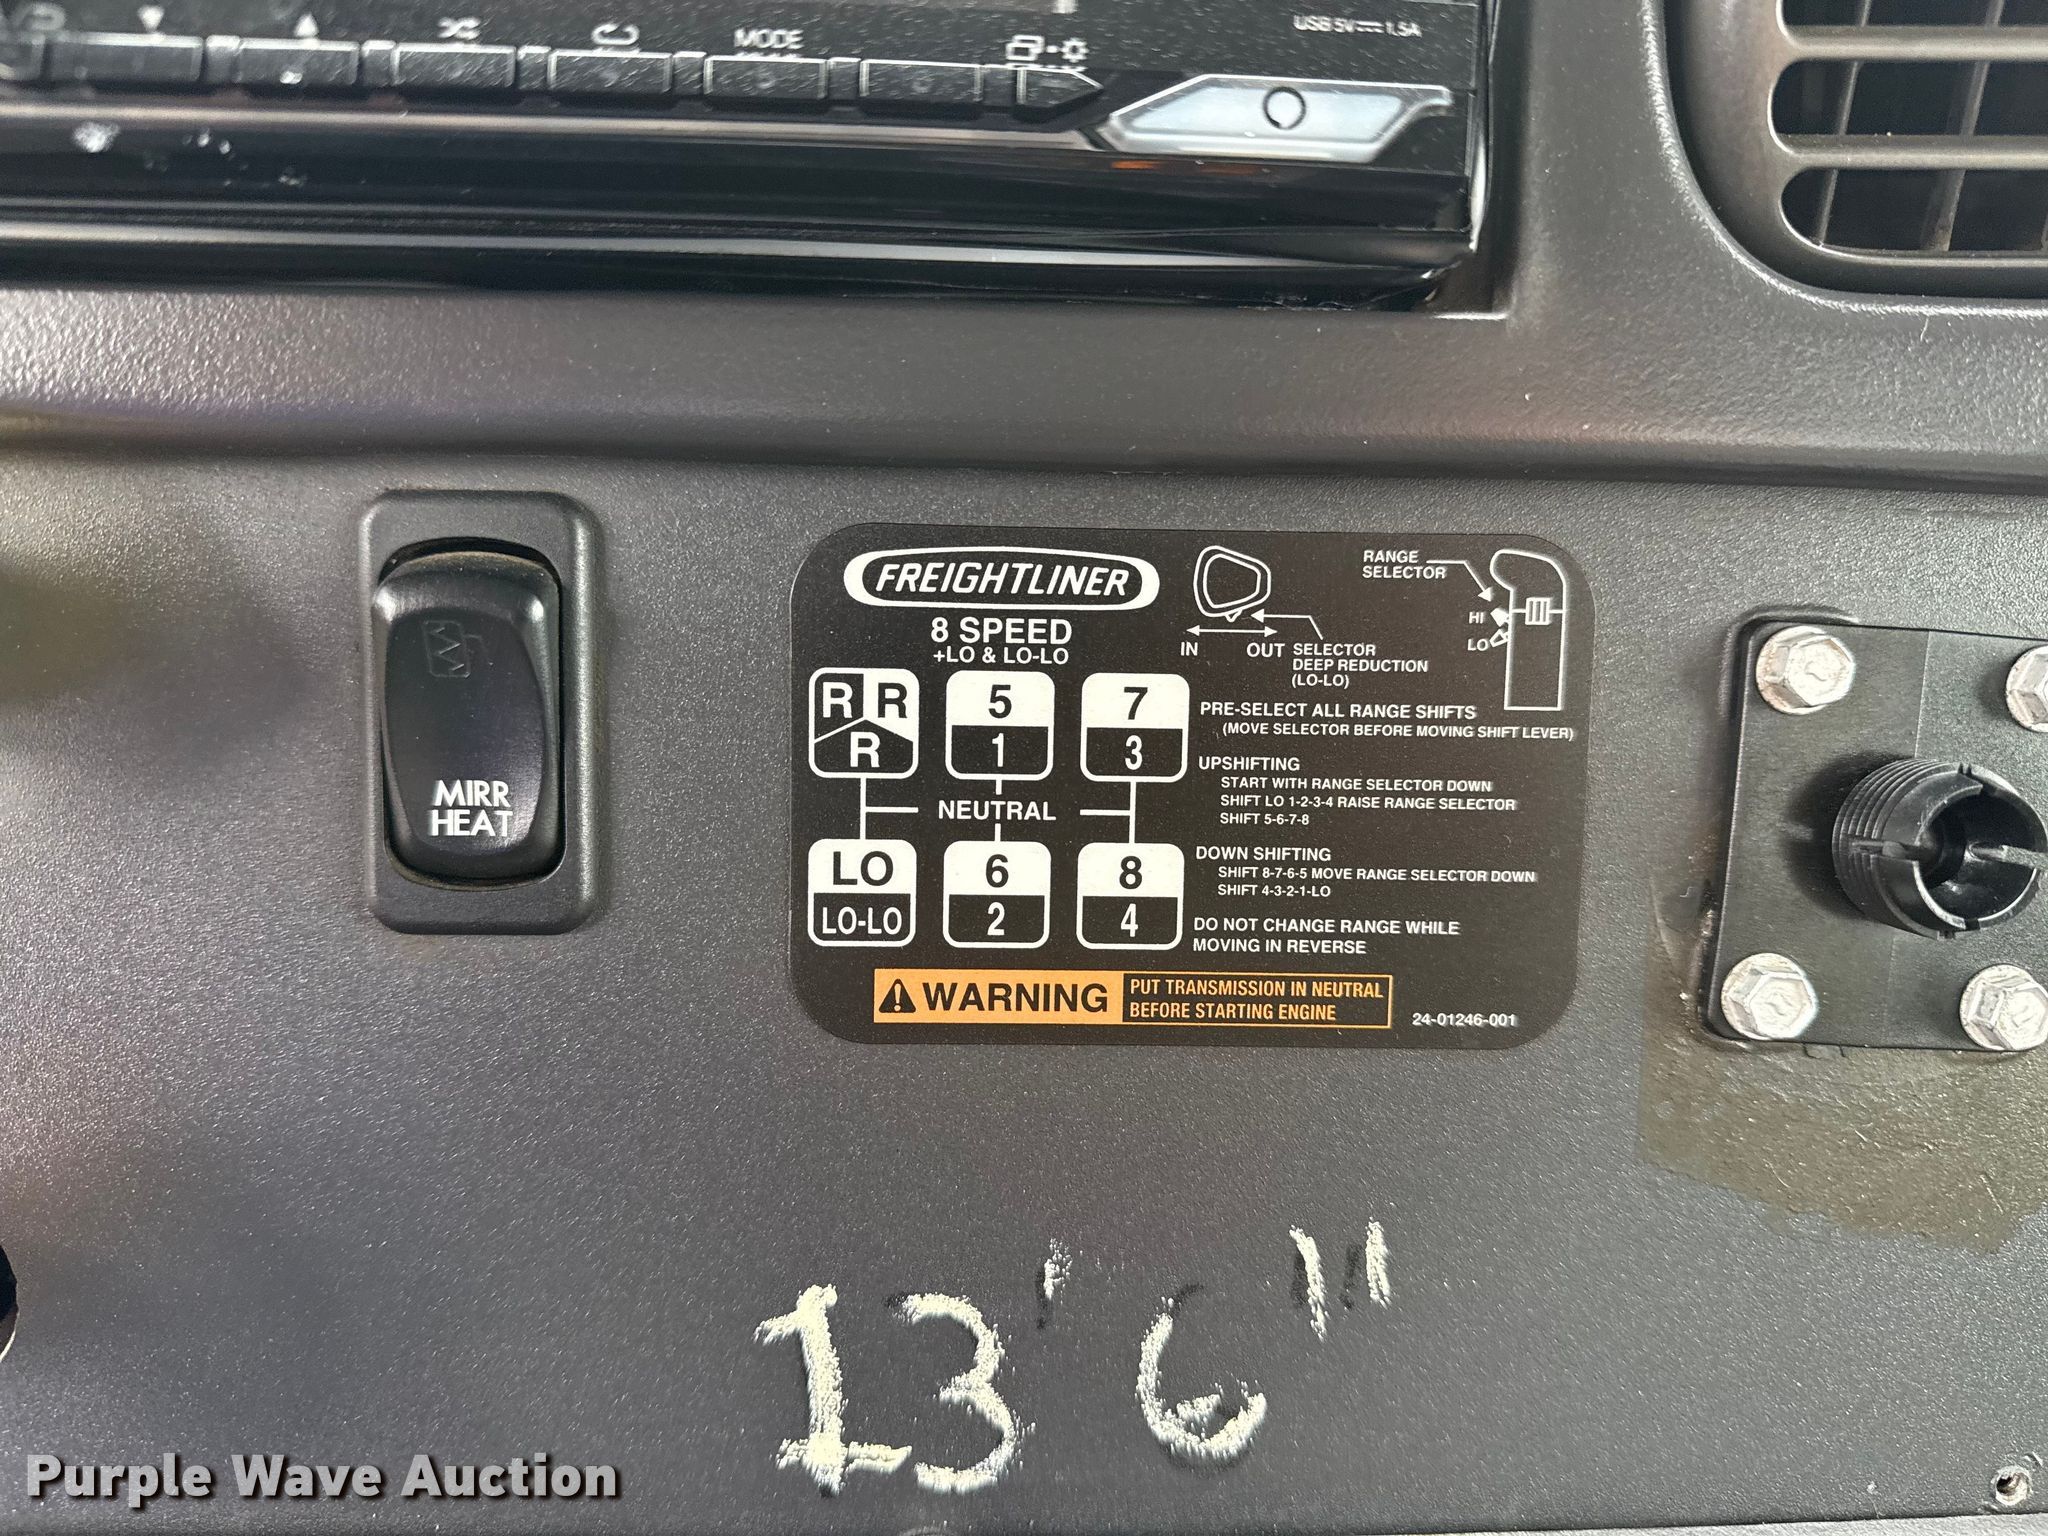 USB 5V 1.5A
MODE
MIRR
HEAT
FREIGHTLINER
8 SPEED
+LO & LO-LO
R R
R
5
1
7
3
NEUTRAL
LO
LO-LO
6
2
8
4
IN
OUT
SELECTOR
DEEP REDUCTION
(LO-LO)
RANGE
SELECTOR
HI
LO
PRE-SELECT ALL RANGE SHIFTS
(MOVE SELECTOR BEFORE MOVING SHIFT LEVER)
UPSHIFTING
START WITH RANGE SELECTOR DOWN
SHIFT LO 1-2-3-4 RAISE RANGE SELECTOR
SHIFT 5-6-7-8
DOWN SHIFTING
SHIFT 8-7-6-5 MOVE RANGE SELECTOR DOWN
SHIFT 4-3-2-1-LO
DO NOT CHANGE RANGE WHILE
MOVING IN REVERSE
WARNING
PUT TRANSMISSION IN NEUTRAL
BEFORE STARTING ENGINE
24-01246-001
13'6"
Purple Wave Auction